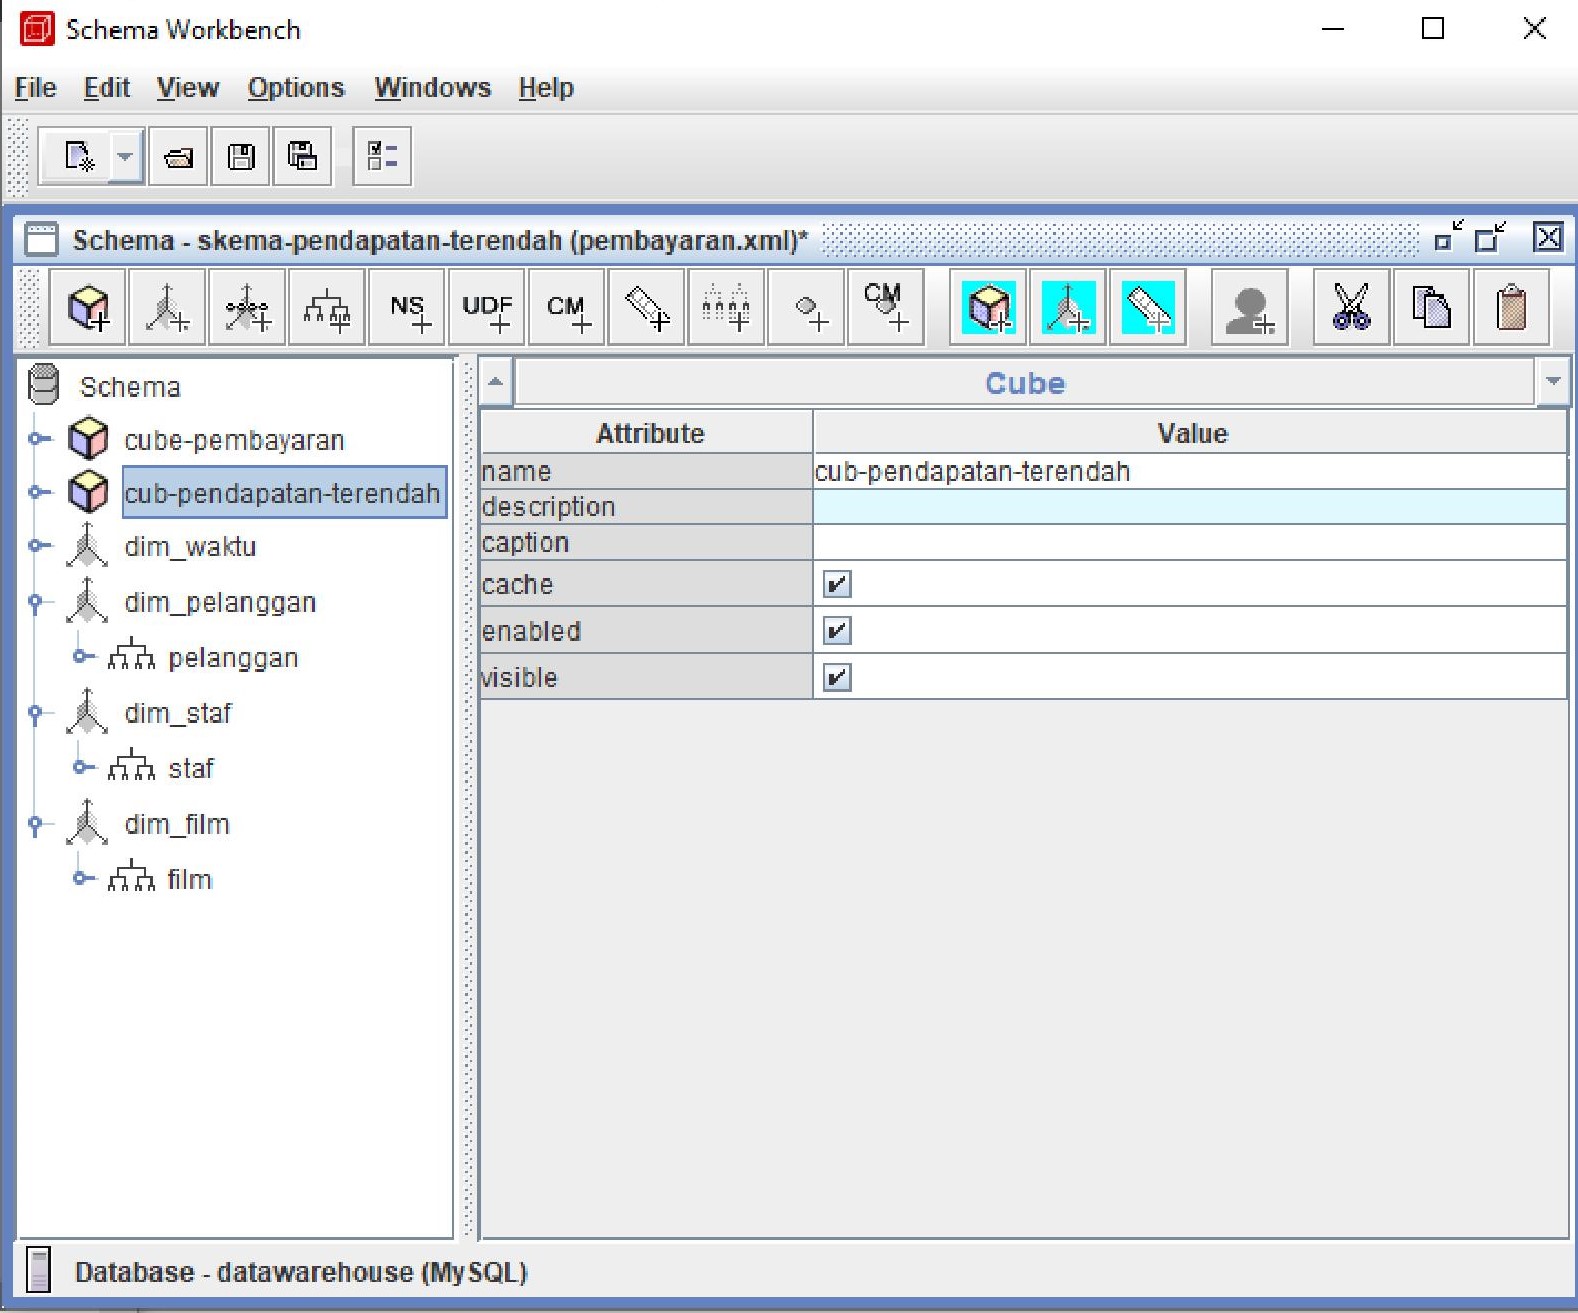 Schema Workbench
File Edit View Options Windows Help
Schema - skema-pendapatan-terendah (pembayaran.xml)*
NS UDF CM CM
Schema
cube-pembayaran
cub-pendapatan-terendah
dim_waktu
dim_pelanggan
pelanggan
dim_staf
staf
dim_film
film
Cube
Attribute Value
name cub-pendapatan-terendah
description
caption
cache
enabled
visible
Database - datawarehouse (MySQL)